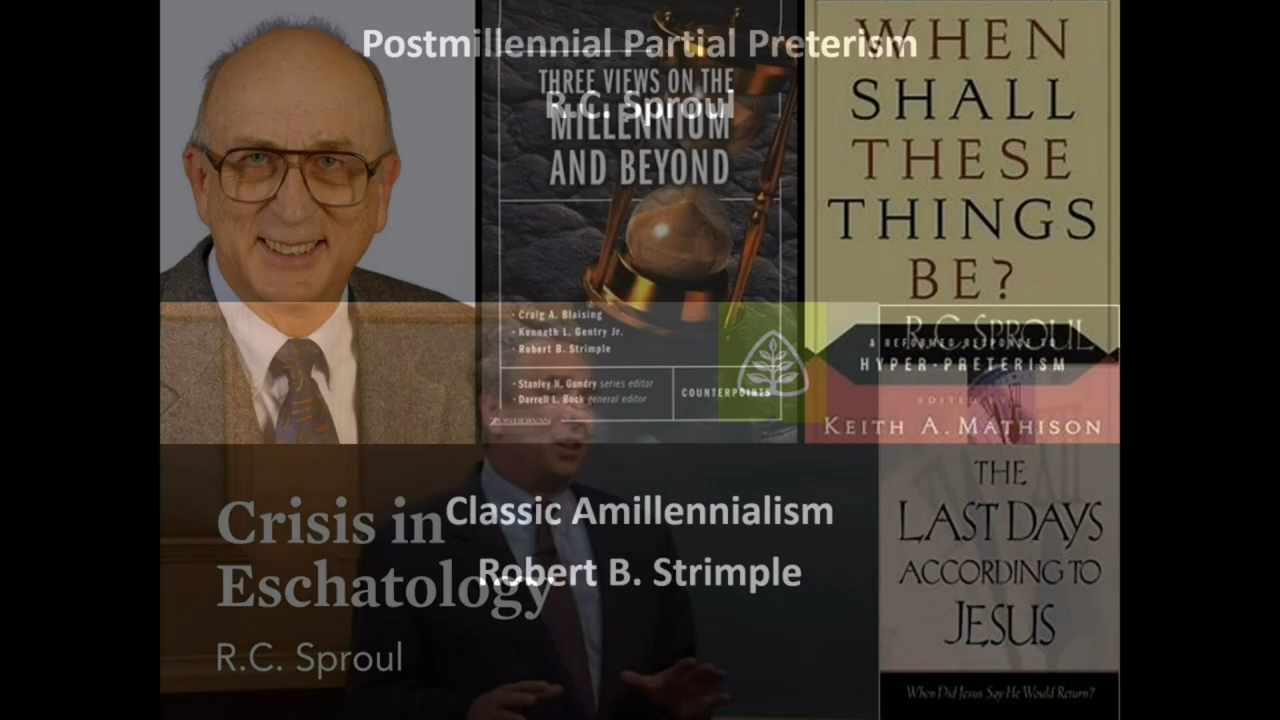 Postmillennial Partial Preterism
R.C. Sproul
THREE VIEWS ON THE
MILLENNIUM
AND BEYOND
· Craig A. Blaising
· Kenneth L. Gentry Jr.
· Robert B. Strimple
· Stanley N. Gundry series editor
· Darrell L. Bock general editor
COUNTERPOINTS
ZONDERVAN
WHEN
SHALL
THESE
THINGS
BE?
A REFORMED RESPONSE TO
HYPER-PRETERISM
EDITED BY
KEITH A. MATHISON
R.C. SPROUL
THE
LAST DAYS
ACCORDING TO
JESUS
When Did Jesus Say He Would Return?
Crisis in
Eschatology
R.C. Sproul
Classic Amillennialism
Robert B. Strimple